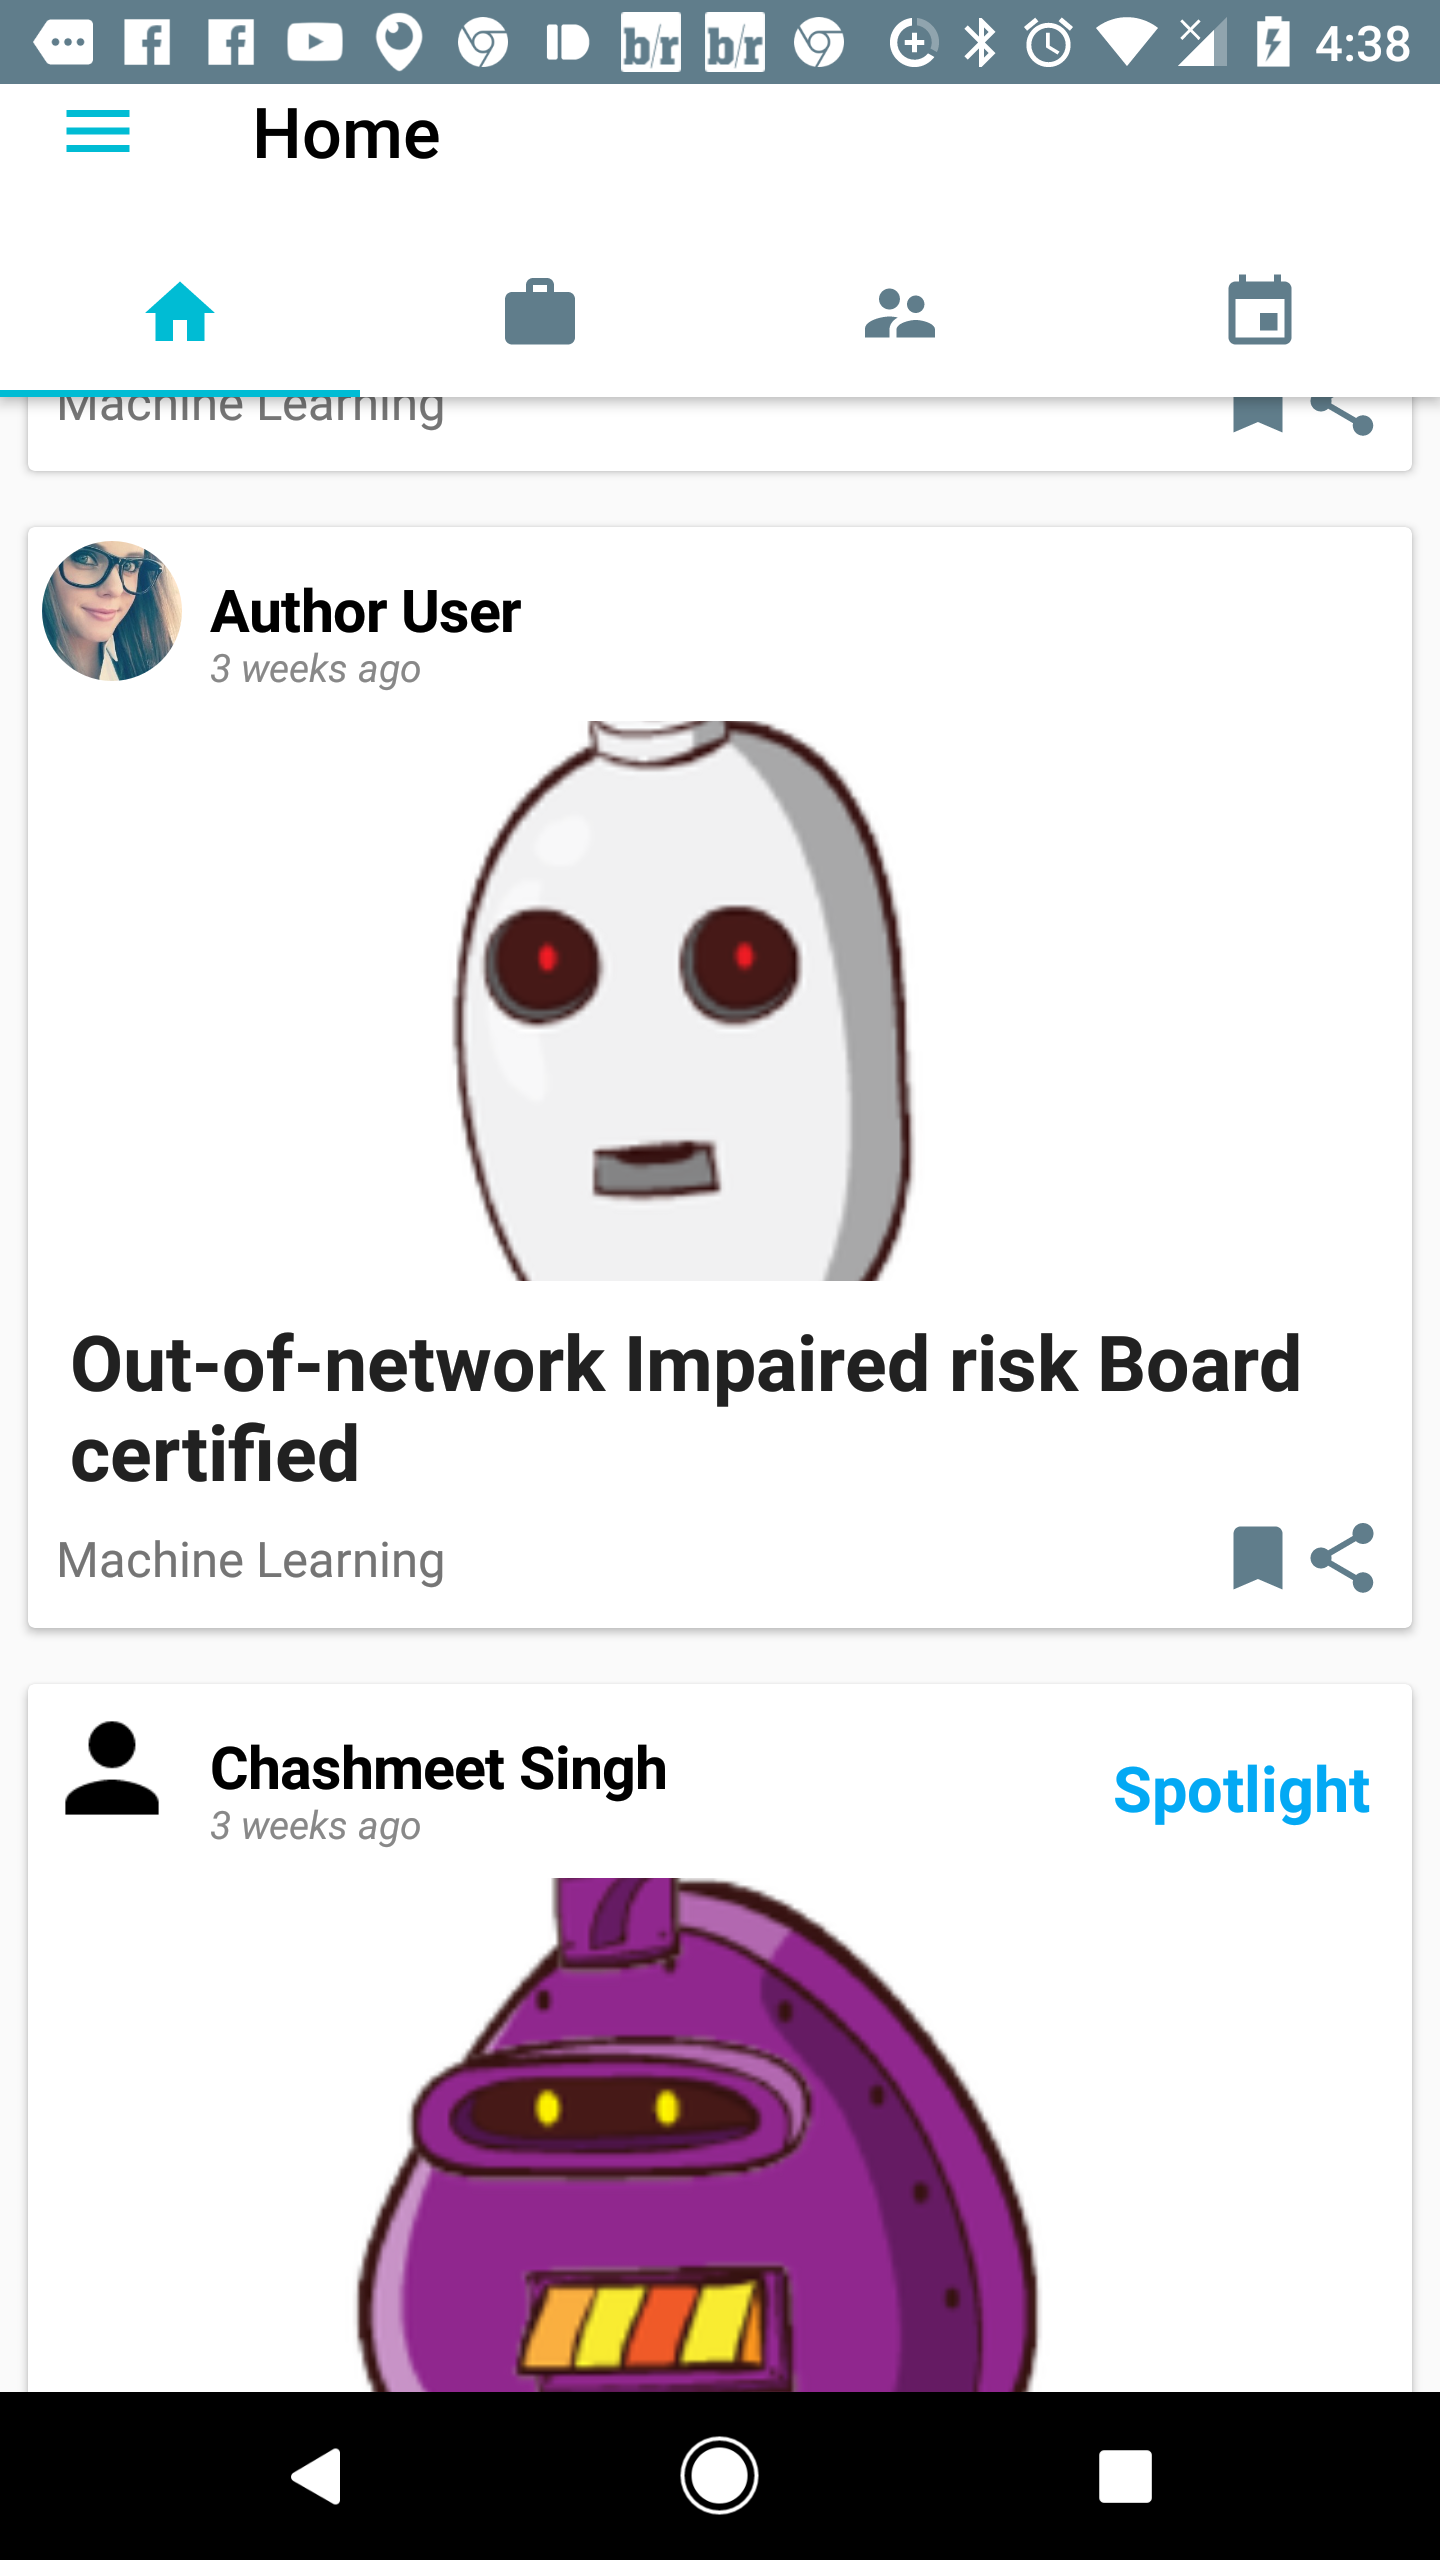 b/r
b/r
4:38
Home
Machine Learning
Author User
3 weeks ago
Out-of-network Impaired risk Board
certified
Machine Learning
Chashmeet Singh
Spotlight
3 weeks ago